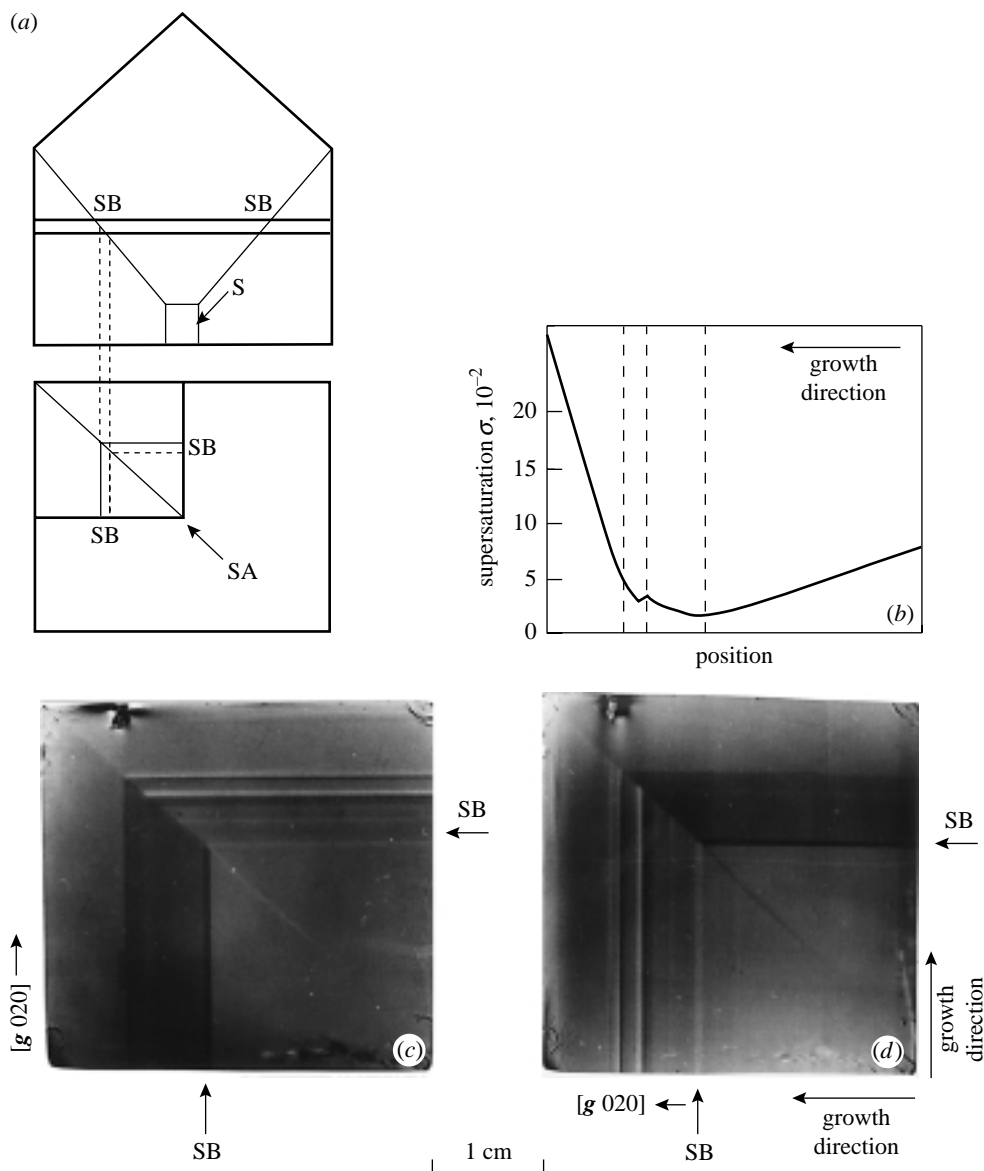 (a)
SB SB
S
SB
SB
SA
supersaturation σ, 10⁻²
20
15
10
5
0
growth
direction
(b)
position
SB
[g 020]
(c)
SB
1 cm
SB
growth
direction
(d)
[g 020]
SB
growth
direction